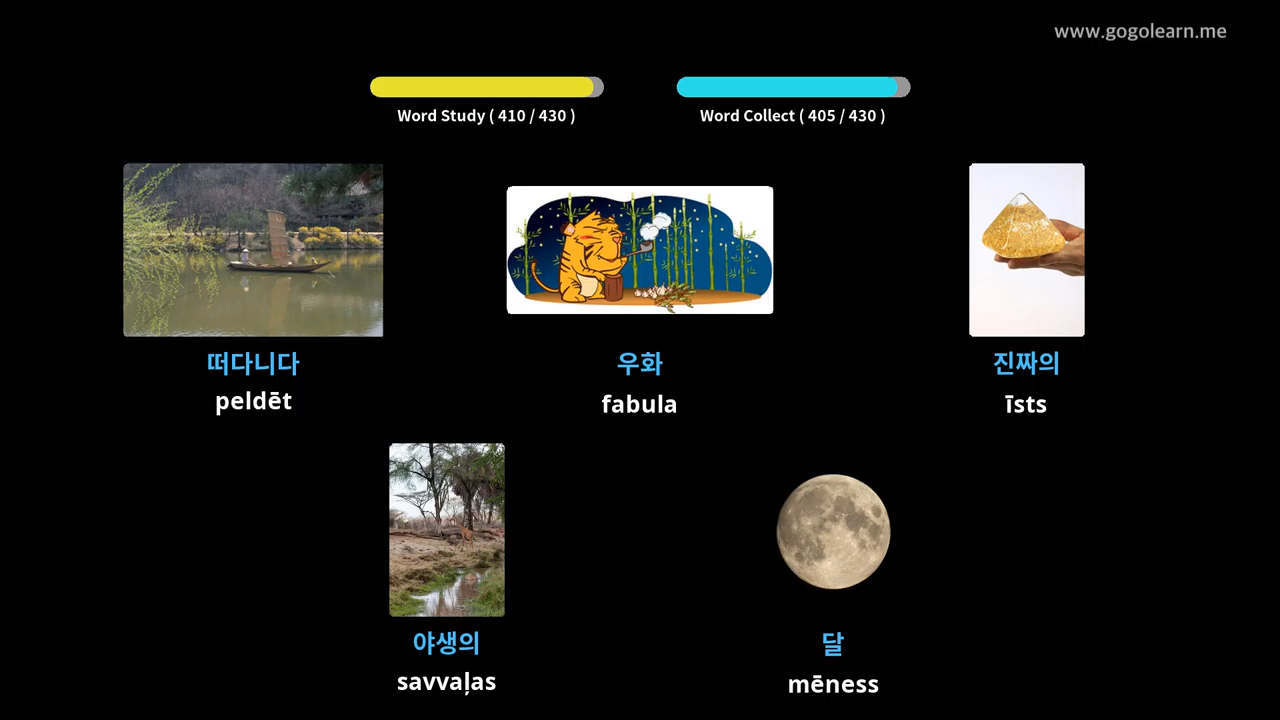 www.gogolearn.me
Word Study ( 410 / 430 )
Word Collect ( 405 / 430 )
떠다니다
peldēt
우화
fabula
진짜의
īsts
야생의
savvaļas
달
mēness